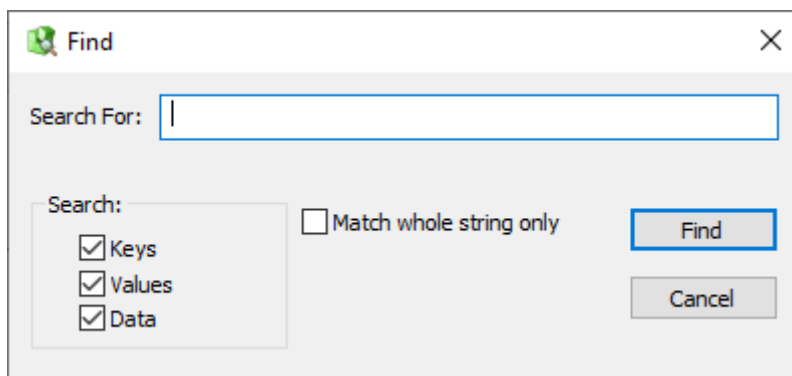 Find
Search For:
Search:
Match whole string only
Keys
Values
Data
Find
Cancel